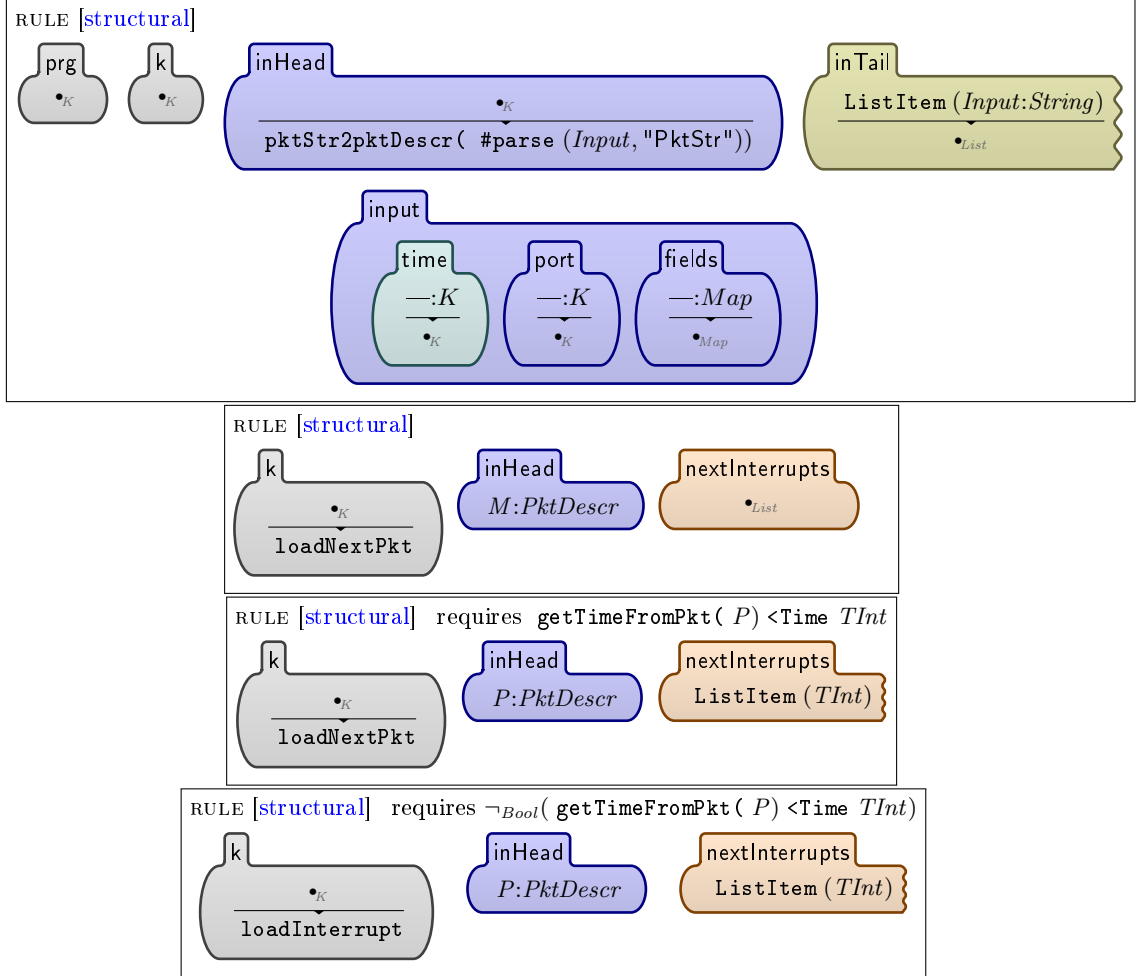 RULE [structural]
prg k inHead inTail
•K •K •K ListItem (Input:String)
pktStr2pktDescr( #parse (Input, "PktStr")) •List
input
time port fields
—:K —:K —:Map
•K •K •Map
RULE [structural]
k inHead nextInterrupts
•K M:PktDescr •List
loadNextPkt
RULE [structural] requires getTimeFromPkt( P) <Time TInt
k inHead nextInterrupts
•K P:PktDescr ListItem (TInt)
loadNextPkt
RULE [structural] requires ¬Bool( getTimeFromPkt( P) <Time TInt)
k inHead nextInterrupts
•K P:PktDescr ListItem (TInt)
loadInterrupt